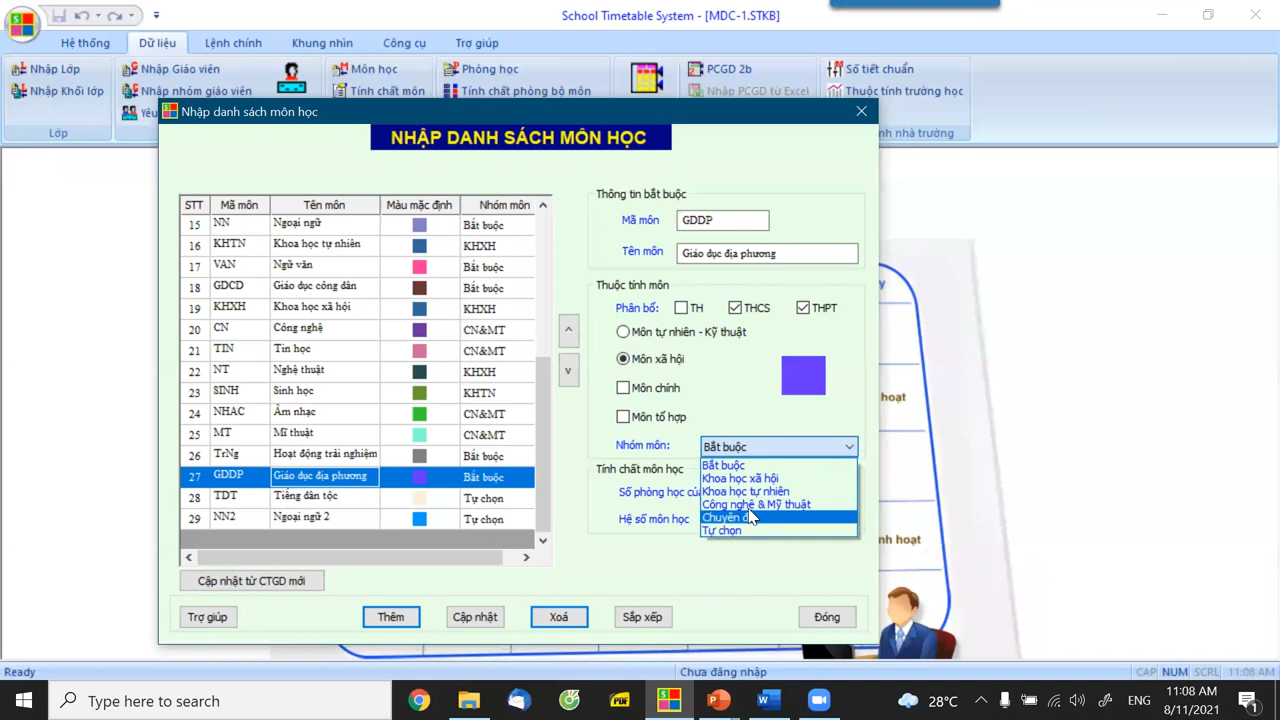 School Timetable System - [MDC-1.STKB]
Hệ thống Dữ liệu Lệnh chính Khung nhìn Công cụ Trợ giúp
Nhập Lớp Nhập Giáo viên Môn học Phòng học PCGD 2b Số tiết chuẩn
Nhập Khối lớp Nhập nhóm giáo viên Tính chất môn Tính chất phòng bộ môn Nhập PCGD từ Excel Thuộc tính trường học
Yêu
Lớp
nh nhà trường
Nhập danh sách môn học
NHẬP DANH SÁCH MÔN HỌC
STT Mã môn Tên môn Màu mặc định Nhóm môn
15 NN Ngoại ngữ Bắt buộc
16 KHTN Khoa học tự nhiên KHXH
17 VAN Ngữ văn Bắt buộc
18 GDCD Giáo dục công dân Bắt buộc
19 KHXH Khoa học xã hội KHXH
20 CN Công nghệ CN&MT
21 TIN Tin học CN&MT
22 NT Nghệ thuật KHXH
23 SINH Sinh học KHTN
24 NHAC Âm nhạc CN&MT
25 MT Mĩ thuật CN&MT
26 TrNg Hoạt động trải nghiệm Bắt buộc
27 GDDP Giáo dục địa phương Bắt buộc
28 TDT Tiếng dân tộc Tự chọn
29 NN2 Ngoại ngữ 2 Tự chọn
Thông tin bắt buộc
Mã môn GDDP
Tên môn Giáo dục địa phương
Thuộc tính môn
Phân bố: TH THCS THPT
Môn tự nhiên - Kỹ thuật
Môn xã hội
Môn chính
Môn tổ hợp
Nhóm môn: Bắt buộc
Bắt buộc
Khoa học xã hội
Khoa học tự nhiên
Công nghệ & Mỹ thuật
Chuyên
Tự chọn
Tính chất môn học
Số phòng học củ
Hệ số môn học
^
v
Cập nhật từ CTGD mới
Trợ giúp Thêm Cập nhật Xoá Sắp xếp Đóng
y
hoạt
nh hoạt
Ready Chưa đăng nhập CAP NUM SCRL 11:08 AM
Type here to search
PDF
28°C ENG
11:08 AM
8/11/2021
1